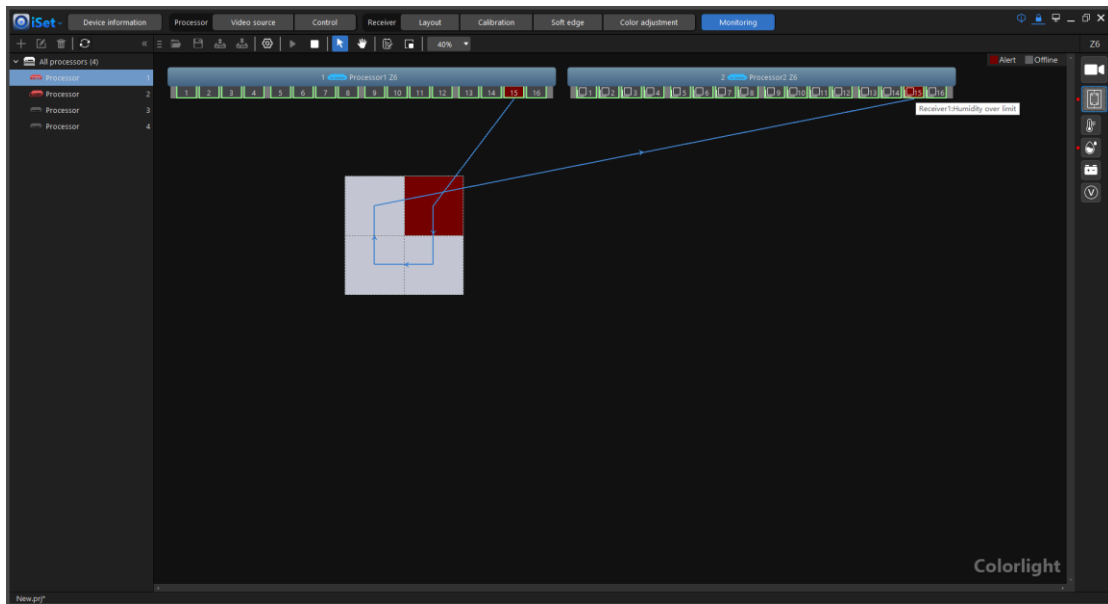 iSet - Device information Processor Video source Control Receiver Layout Calibration Soft edge Color adjustment Monitoring
40% Z6
All processors (4) Alert Offline
Processor 1
Processor 2
Processor 3
Processor 4
1 Processor1 Z6 2 Processor2 Z6
1 2 3 4 5 6 7 8 9 10 11 12 13 14 15 16 1 2 3 4 5 6 7 8 9 10 11 12 13 14 15 16
Receiver1:Humidity over limit
°F
V
Colorlight
New.prj*